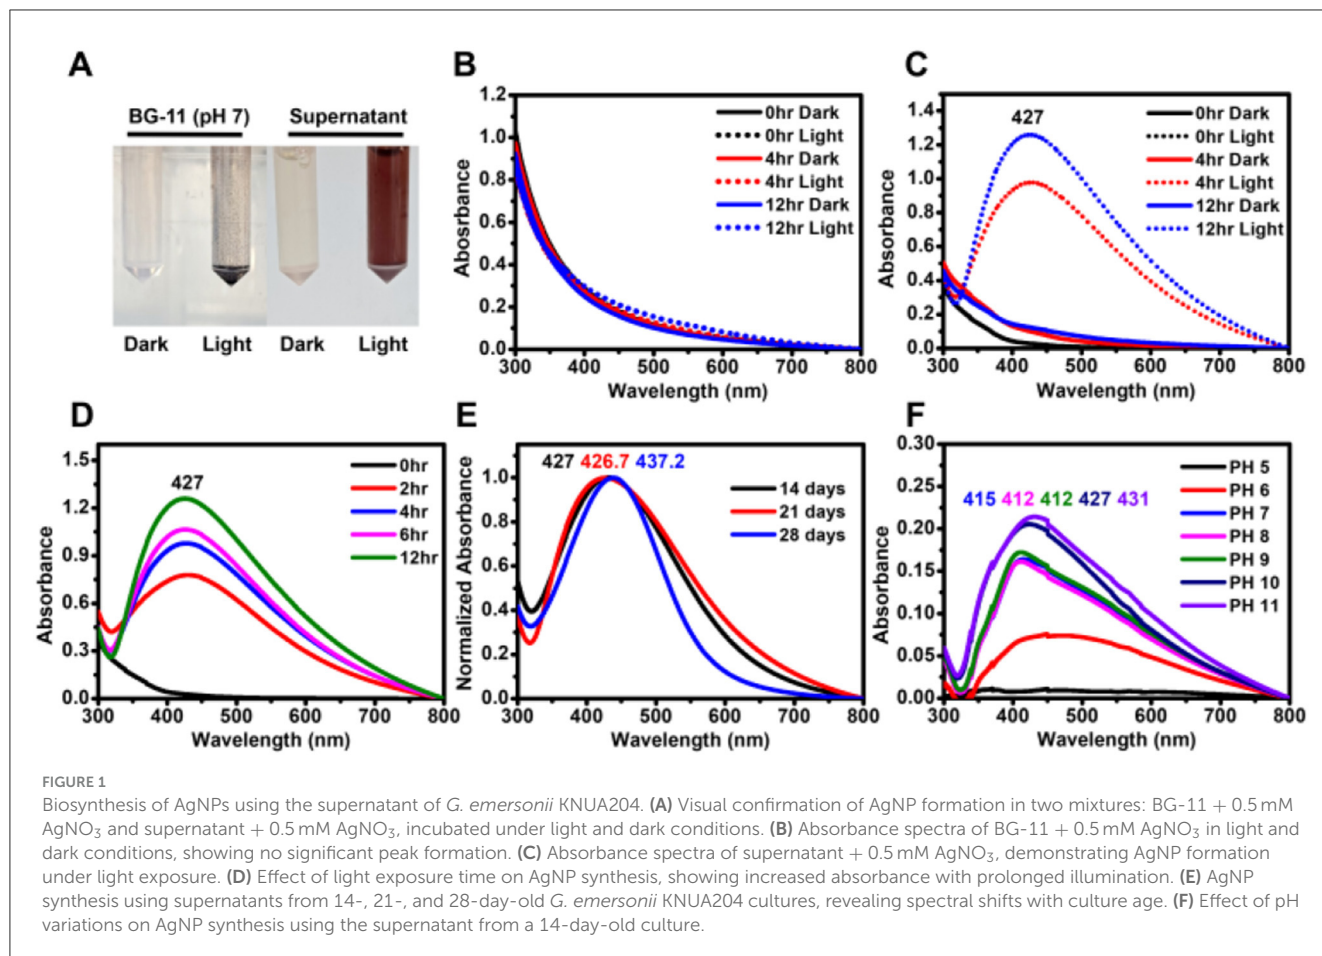 A
BG-11 (pH 7)
Supernatant
Dark
Light
Dark
Light
B
1.2
1.0
0.8
0.6
0.4
0.2
0.0
300
400
500
600
700
800
Abosrbance
Wavelength (nm)
0hr Dark
0hr Light
4hr Dark
4hr Light
12hr Dark
12hr Light
C
1.4
1.2
1.0
0.8
0.6
0.4
0.2
0.0
300
400
500
600
700
800
Absorbance
Wavelength (nm)
427
0hr Dark
0hr Light
4hr Dark
4hr Light
12hr Dark
12hr Light
D
1.5
1.2
0.9
0.6
0.3
0.0
300
400
500
600
700
800
Absorbance
Wavelength (nm)
427
0hr
2hr
4hr
6hr
12hr
E
1.0
0.8
0.6
0.4
0.2
0.0
300
400
500
600
700
800
Normalized Absorbance
Wavelength (nm)
427 426.7 437.2
14 days
21 days
28 days
F
0.30
0.25
0.20
0.15
0.10
0.05
0.00
300
400
500
600
700
800
Absorbance
Wavelength (nm)
415 412 412 427 431
PH 5
PH 6
PH 7
PH 8
PH 9
PH 10
PH 11
FIGURE 1
Biosynthesis of AgNPs using the supernatant of G. emersonii KNUA204. (A) Visual confirmation of AgNP formation in two mixtures: BG-11 + 0.5 mM
AgNO₃ and supernatant + 0.5 mM AgNO₃, incubated under light and dark conditions. (B) Absorbance spectra of BG-11 + 0.5 mM AgNO₃ in light and
dark conditions, showing no significant peak formation. (C) Absorbance spectra of supernatant + 0.5 mM AgNO₃, demonstrating AgNP formation
under light exposure. (D) Effect of light exposure time on AgNP synthesis, showing increased absorbance with prolonged illumination. (E) AgNP
synthesis using supernatants from 14-, 21-, and 28-day-old G. emersonii KNUA204 cultures, revealing spectral shifts with culture age. (F) Effect of pH
variations on AgNP synthesis using the supernatant from a 14-day-old culture.